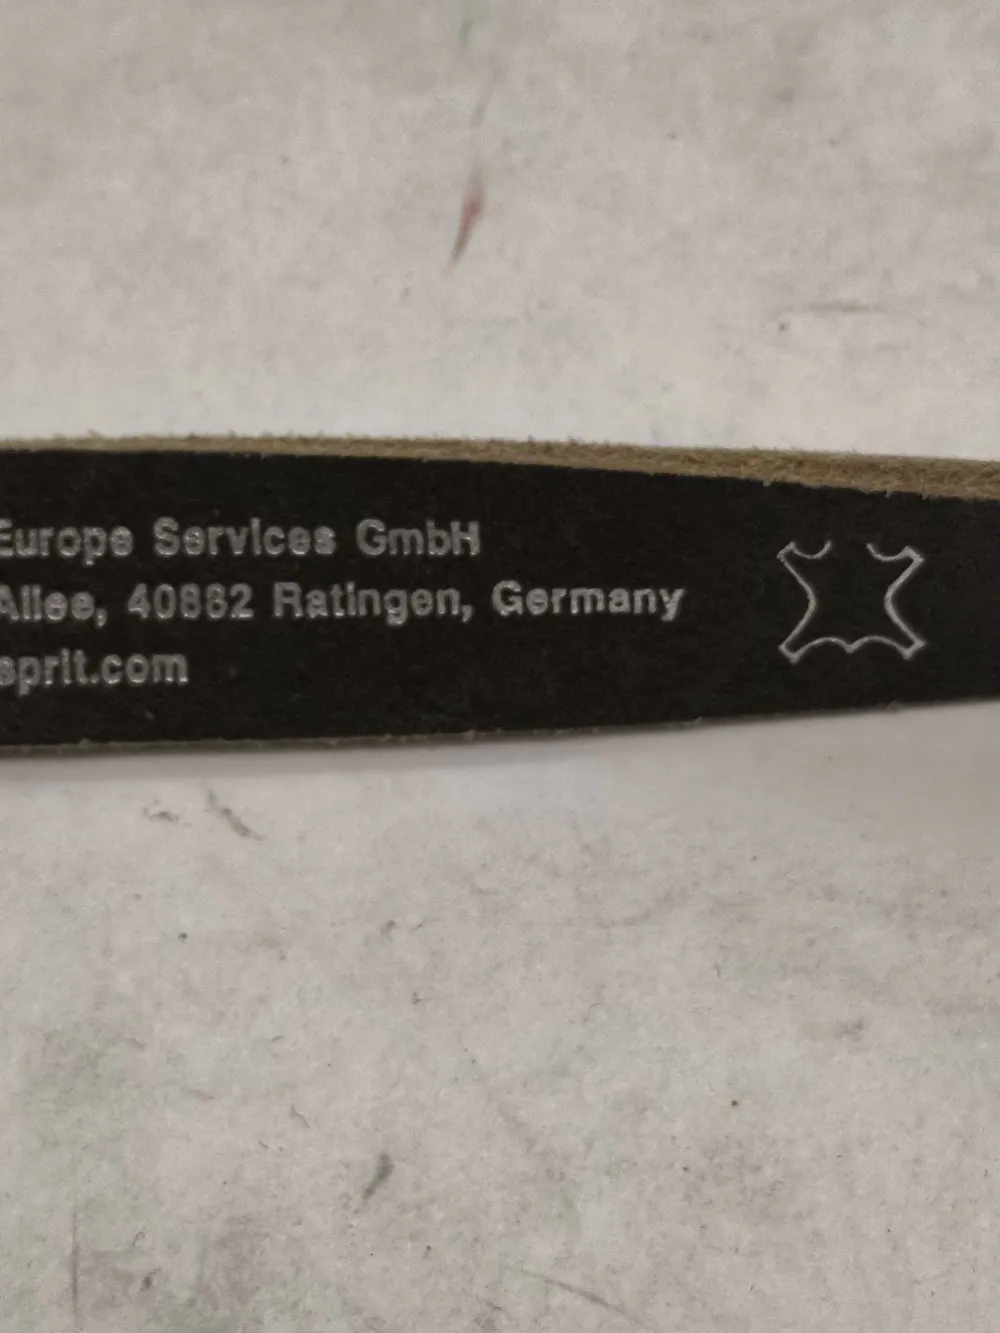 Europe Services GmbH
Allee, 40882 Ratingen, Germany
sprit.com